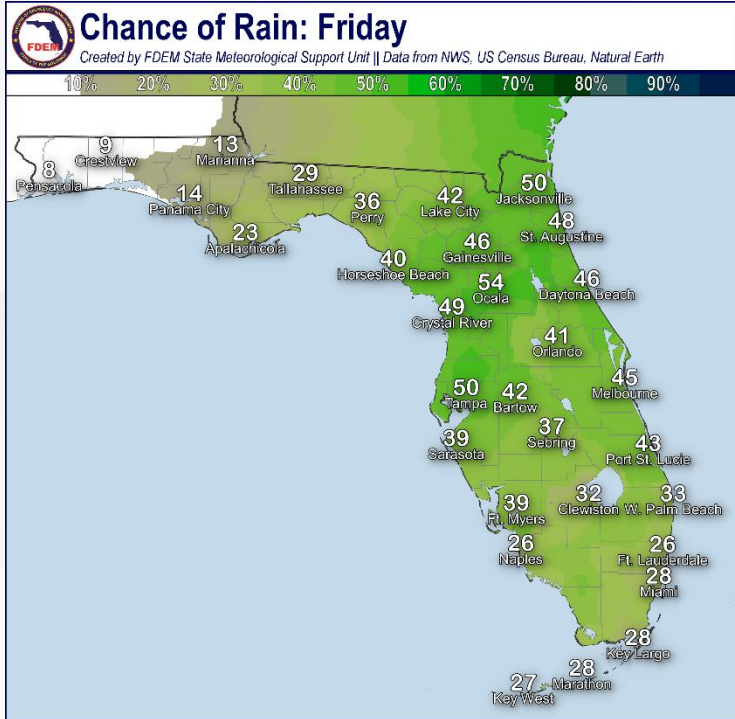 Chance of Rain: Friday
Created by FDEM State Meteorological Support Unit || Data from NWS, US Census Bureau, Natural Earth
FDEM
10% 20% 30% 40% 50% 60% 70% 80% 90%
9
Crestview
13
Marianna
8
Pensacola
14
Panama City
29
Tallahassee
23
Apalachicola
36
Perry
42
Lake City
50
Jacksonville
48
St. Augustine
46
Gainesville
40
Horseshoe Beach
54
Ocala
46
Daytona Beach
49
Crystal River
41
Orlando
45
Melbourne
50
Tampa
42
Bartow
37
Sebring
39
Sarasota
43
Port St. Lucie
32
Clewiston
33
W. Palm Beach
39
Ft. Myers
26
Naples
26
Ft. Lauderdale
28
Miami
28
Key Largo
28
Marathon
27
Key West